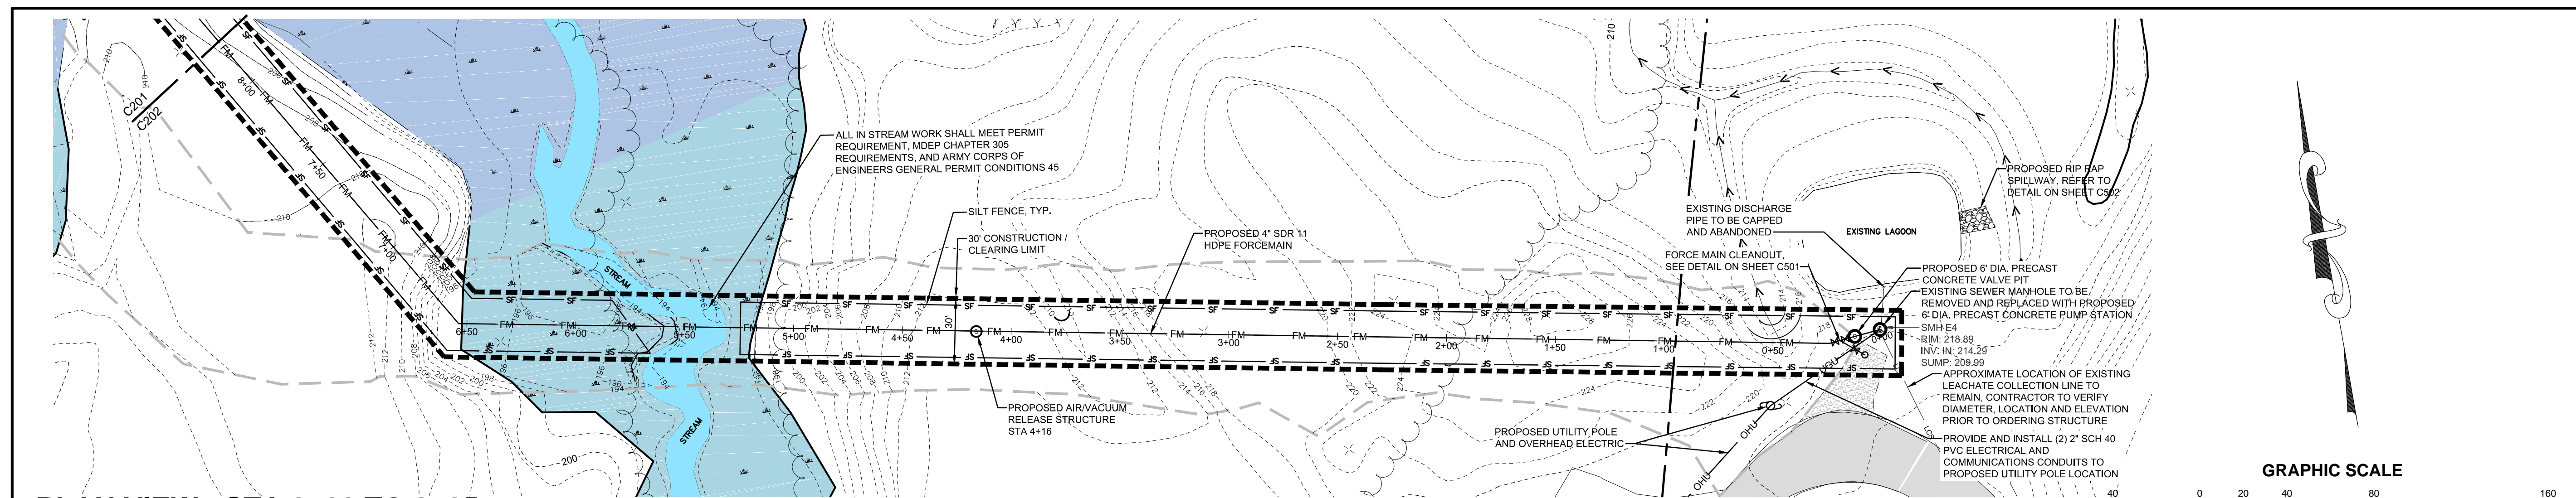 C201
C202
8+00
7+50
7+00
6+50
6+00
5+50
5+00
4+50
4+00
3+50
3+00
2+50
2+00
1+50
1+00
0+50
0+00
FM
SF
ALL IN STREAM WORK SHALL MEET PERMIT
REQUIREMENT, MDEP CHAPTER 305
REQUIREMENTS, AND ARMY CORPS OF
ENGINEERS GENERAL PERMIT CONDITIONS 45
SILT FENCE, TYP.
30' CONSTRUCTION /
CLEARING LIMIT
30'
PROPOSED 4" SDR 11
HDPE FORCEMAIN
STREAM
STREAM
PROPOSED AIR/VACUUM
RELEASE STRUCTURE
STA 4+16
EXISTING DISCHARGE
PIPE TO BE CAPPED
AND ABANDONED
EXISTING LAGOON
FORCE MAIN CLEANOUT,
SEE DETAIL ON SHEET C501
PROPOSED RIP RAP
SPILLWAY, REFER TO
DETAIL ON SHEET C502
PROPOSED 6' DIA. PRECAST
CONCRETE VALVE PIT
EXISTING SEWER MANHOLE TO BE
REMOVED AND REPLACED WITH PROPOSED
6' DIA. PRECAST CONCRETE PUMP STATION
SMH E4
RIM: 218.89
INV. IN: 214.29
SUMP: 209.99
APPROXIMATE LOCATION OF EXISTING
LEACHATE COLLECTION LINE TO
REMAIN, CONTRACTOR TO VERIFY
DIAMETER, LOCATION AND ELEVATION
PRIOR TO ORDERING STRUCTURE
PROVIDE AND INSTALL (2) 2" SCH 40
PVC ELECTRICAL AND
COMMUNICATIONS CONDUITS TO
PROPOSED UTILITY POLE LOCATION
PROPOSED UTILITY POLE
AND OVERHEAD ELECTRIC
UGU
OHU
OHU
210
200
GRAPHIC SCALE
40 0 20 40 80 160